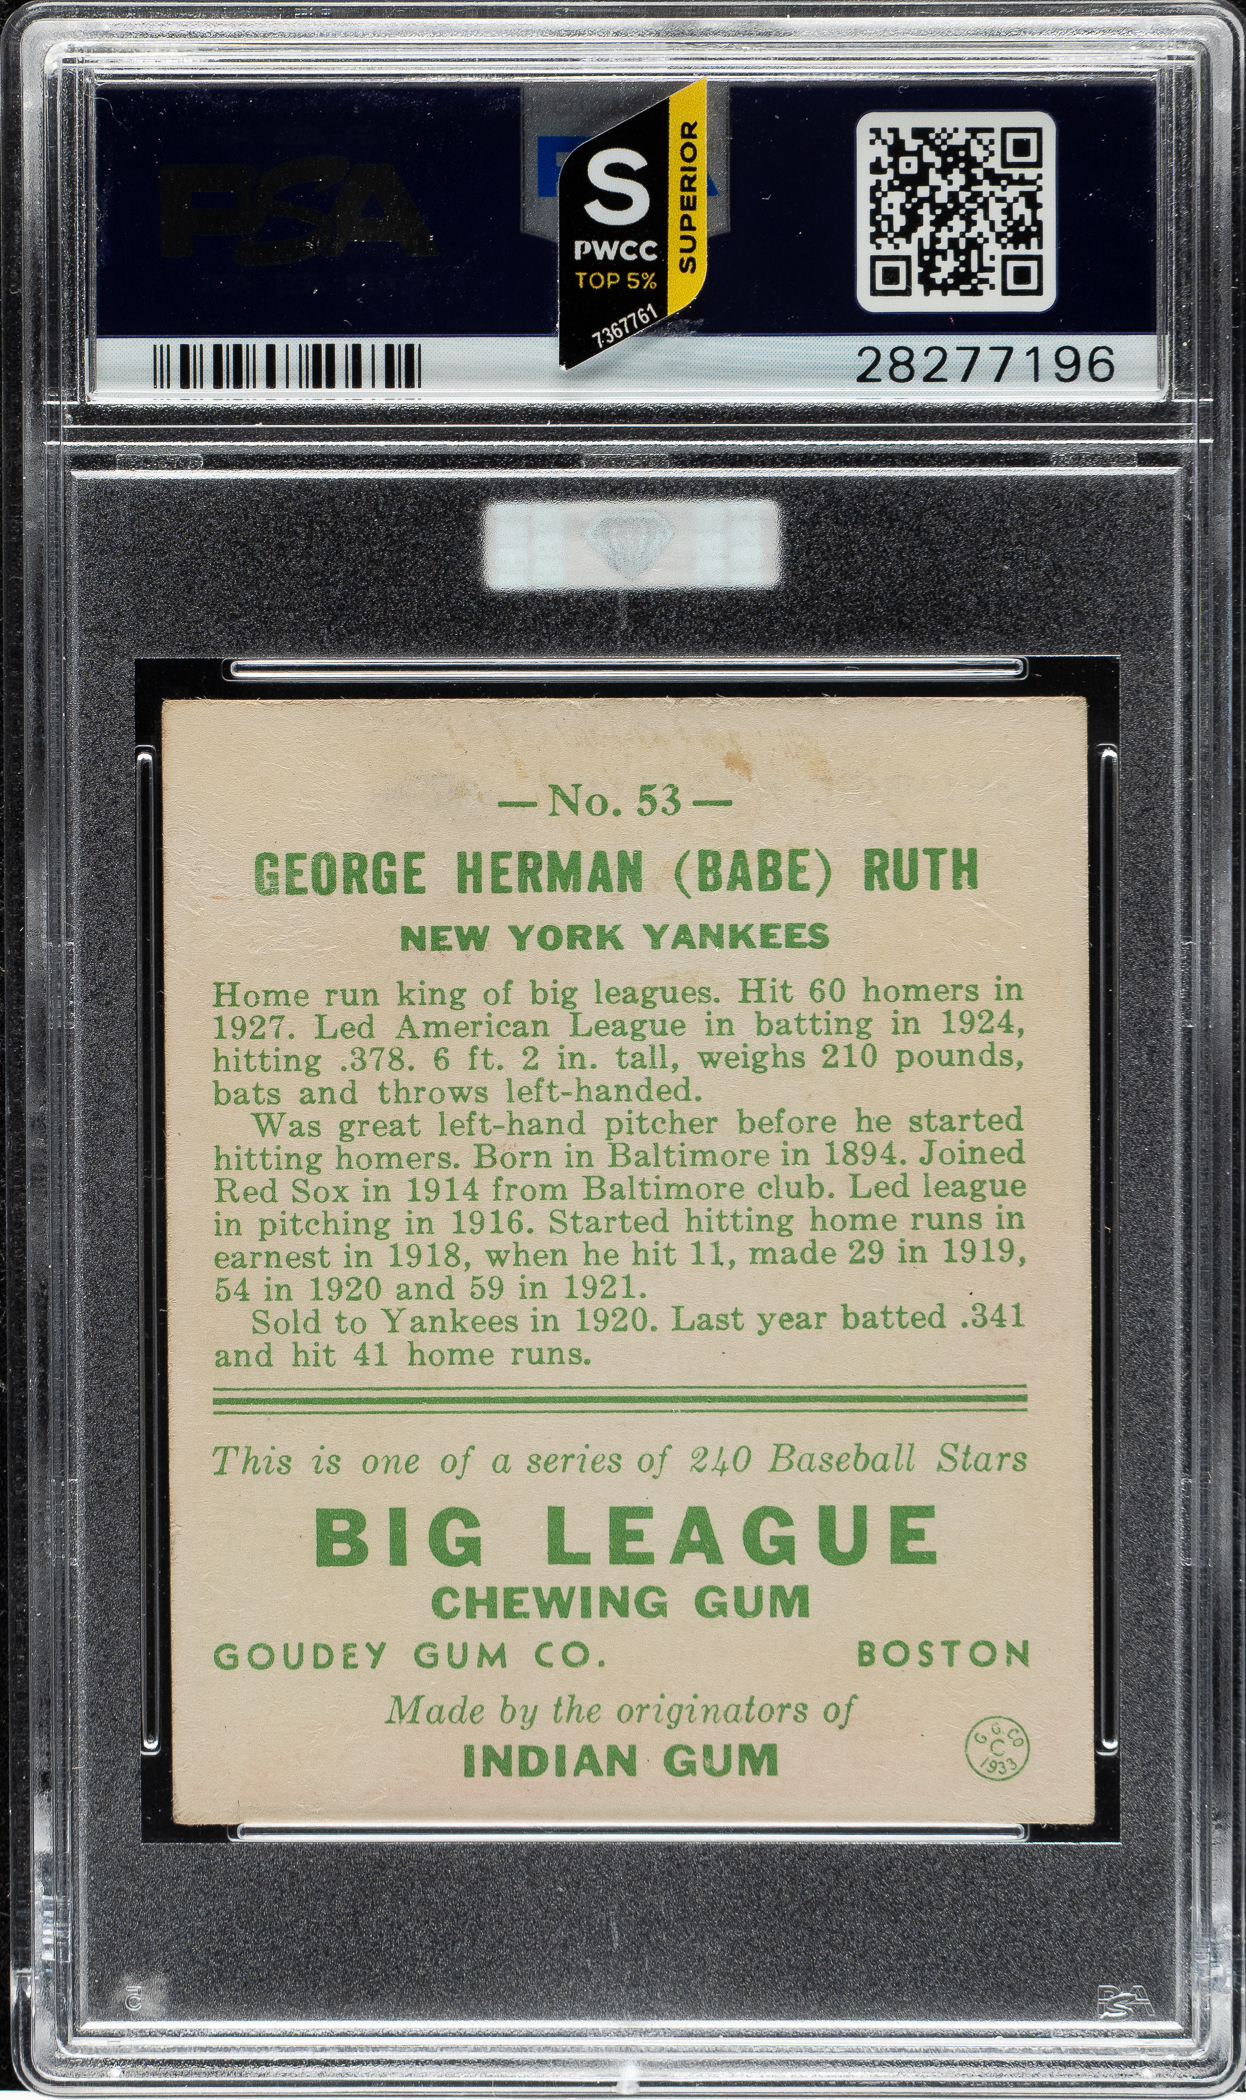 PSA
S
PWCC
TOP 5%
7367761
SUPERIOR
28277196
—No. 53—
GEORGE HERMAN (BABE) RUTH
NEW YORK YANKEES
Home run king of big leagues. Hit 60 homers in
1927. Led American League in batting in 1924,
hitting .378. 6 ft. 2 in. tall, weighs 210 pounds,
bats and throws left-handed.
Was great left-hand pitcher before he started
hitting homers. Born in Baltimore in 1894. Joined
Red Sox in 1914 from Baltimore club. Led league
in pitching in 1916. Started hitting home runs in
earnest in 1918, when he hit 11, made 29 in 1919,
54 in 1920 and 59 in 1921.
Sold to Yankees in 1920. Last year batted .341
and hit 41 home runs.
This is one of a series of 240 Baseball Stars
BIG LEAGUE
CHEWING GUM
GOUDEY GUM CO. BOSTON
Made by the originators of
INDIAN GUM
G. G. CO
C
1933
PSA